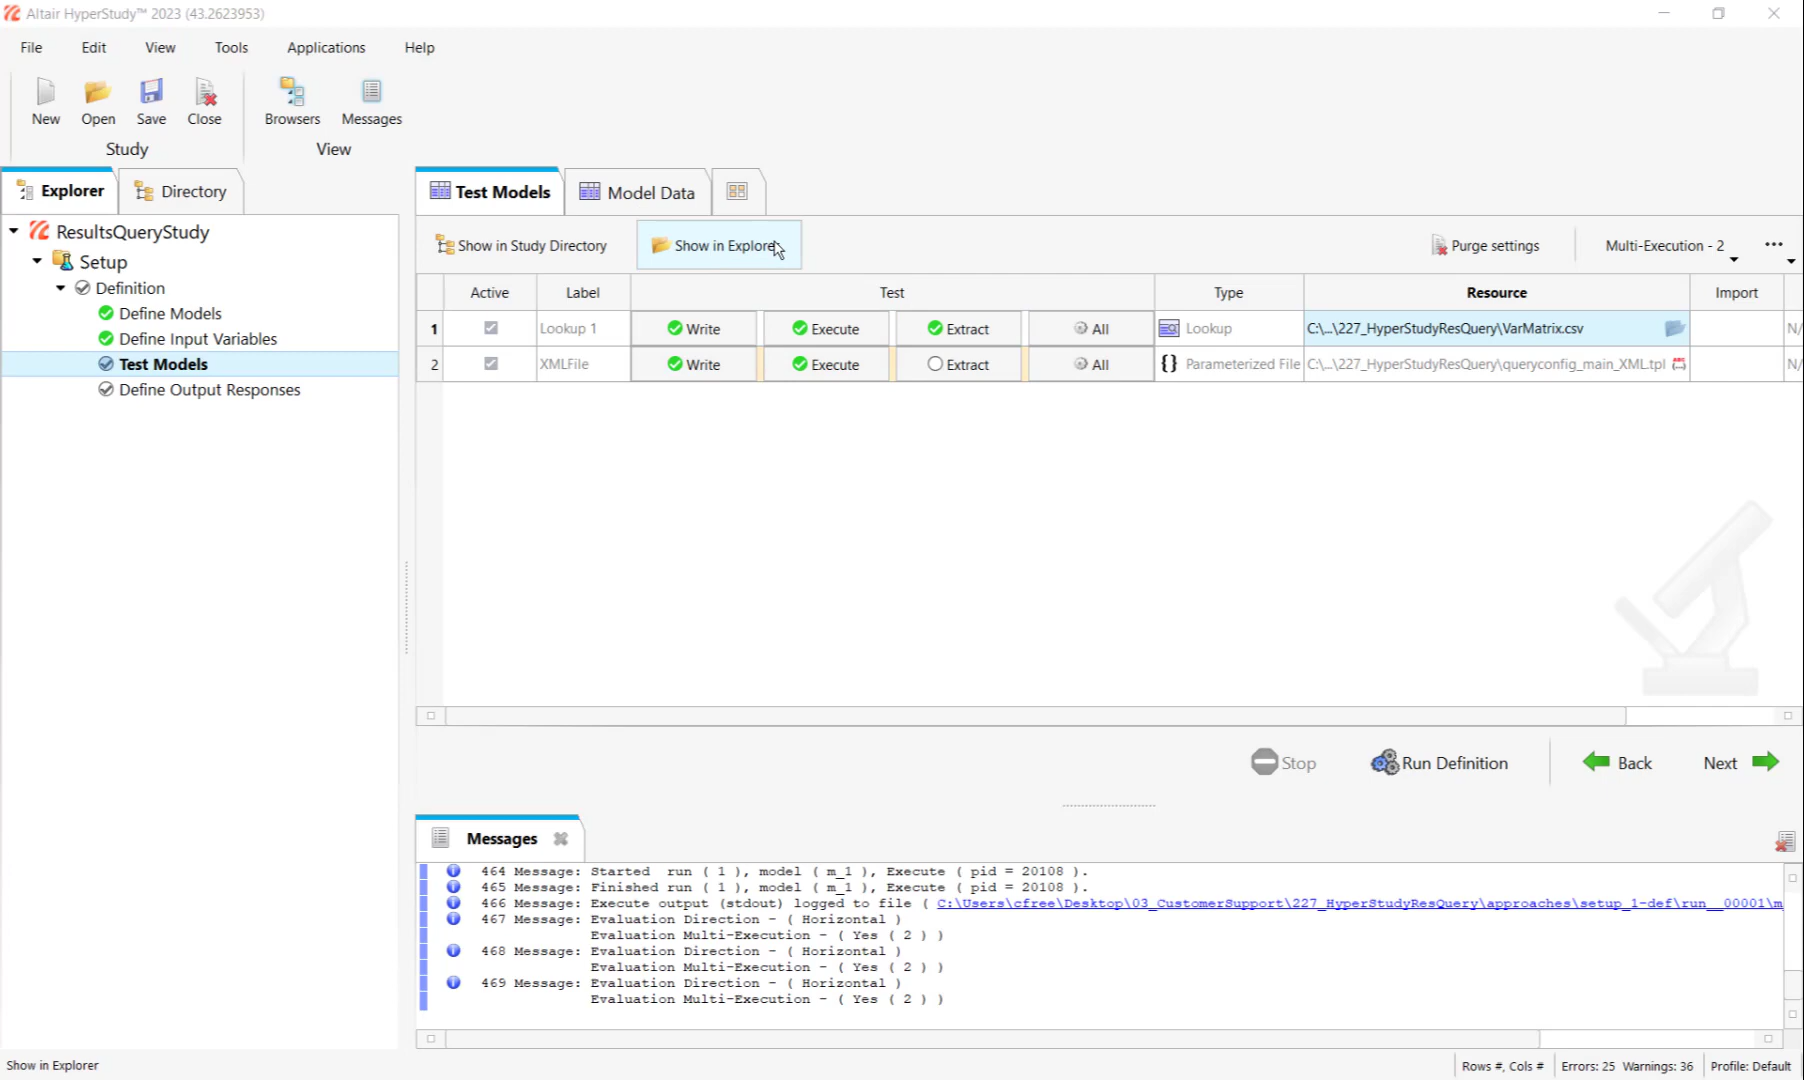 Altair HyperStudy™ 2023 (43.2623953)
File Edit View Tools Applications Help
New Open Save Close Browsers Messages
Study View
Explorer Directory Test Models Model Data
ResultsQueryStudy
Setup
Definition
Define Models
Define Input Variables
Test Models
Define Output Responses
Show in Study Directory Show in Explorer Purge settings Multi-Execution - 2 ...
Active Label Test Type Resource Import
1 Lookup 1 Write Execute Extract All Lookup C:\...\227_HyperStudyResQuery\VarMatrix.csv N/
2 XMLFile Write Execute Extract All {} Parameterized File C:\...\227_HyperStudyResQuery\queryconfig_main_XML.tpl N/
Stop Run Definition Back Next
Messages
464 Message: Started run ( 1 ), model ( m_1 ), Execute ( pid = 20108 ).
465 Message: Finished run ( 1 ), model ( m_1 ), Execute ( pid = 20108 ).
466 Message: Execute output (stdout) logged to file ( C:\Users\cfree\Desktop\03_CustomerSupport\227_HyperStudyResQuery\approaches\setup_1-def\run__00001\m
467 Message: Evaluation Direction - ( Horizontal )
Evaluation Multi-Execution - ( Yes ( 2 ) )
468 Message: Evaluation Direction - ( Horizontal )
Evaluation Multi-Execution - ( Yes ( 2 ) )
469 Message: Evaluation Direction - ( Horizontal )
Evaluation Multi-Execution - ( Yes ( 2 ) )
Show in Explorer Rows #, Cols # Errors: 25 Warnings: 36 Profile: Default